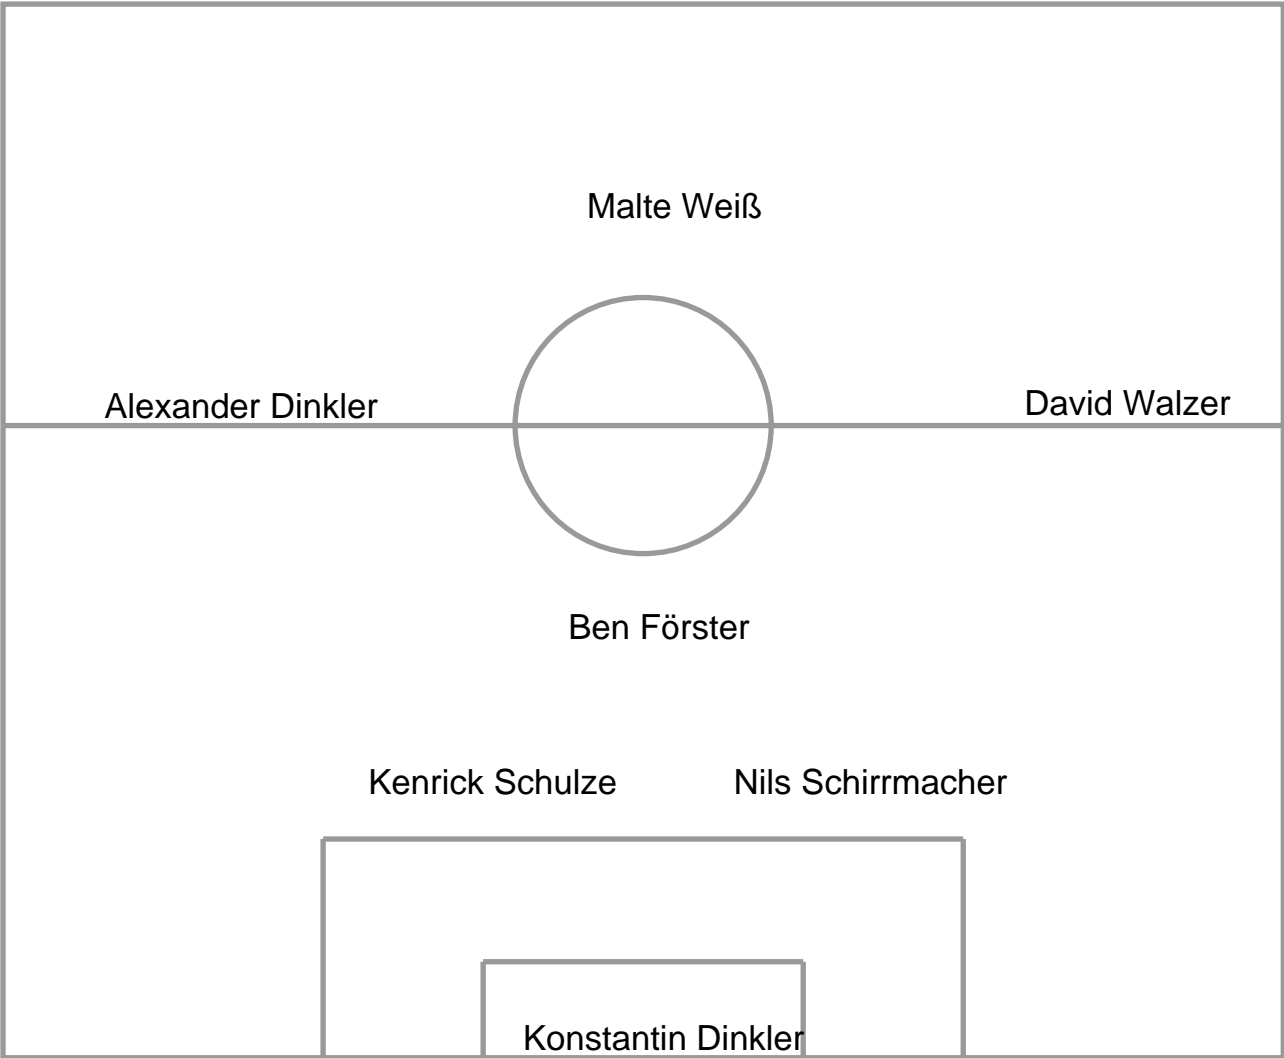 Malte Weiß
Alexander Dinkler
David Walzer
Ben Förster
Kenrick Schulze
Nils Schirrmacher
Konstantin Dinkler